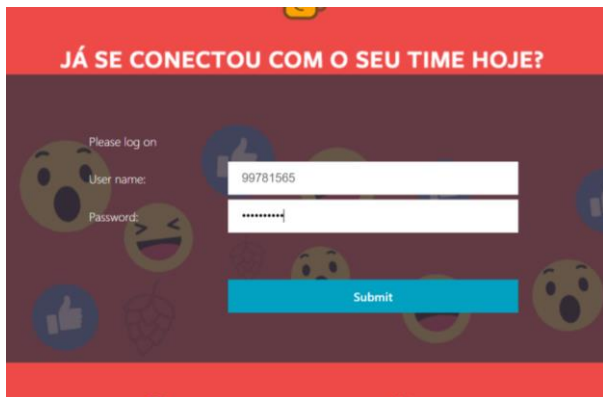 JÁ SE CONECTOU COM O SEU TIME HOJE?
Please log on
User name:
99781565
Password:
••••••••••
Submit